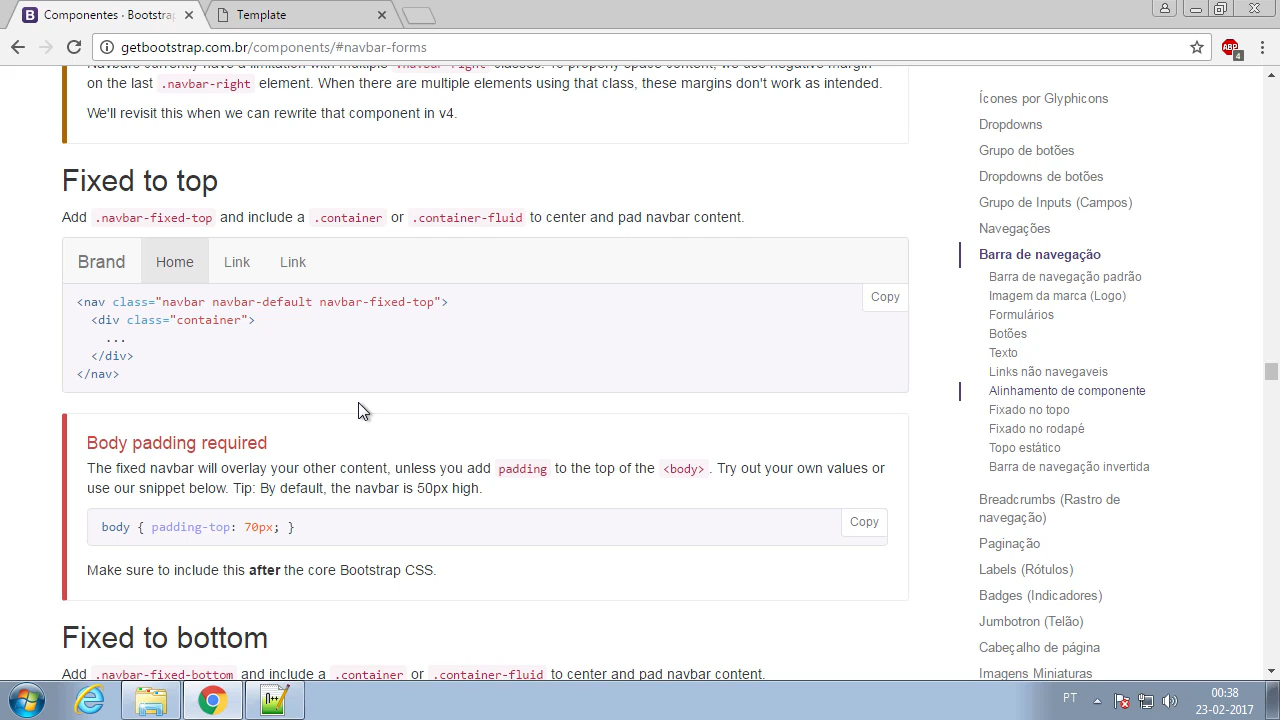 Componentes · Bootstrap
Template
getbootstrap.com.br/components/#navbar-forms
ABP
4
on the last .navbar-right element. When there are multiple elements using that class, these margins don't work as intended.
We'll revisit this when we can rewrite that component in v4.
Fixed to top
Add .navbar-fixed-top and include a .container or .container-fluid to center and pad navbar content.
Brand Home Link Link
<nav class="navbar navbar-default navbar-fixed-top">
<div class="container">
...
</div>
</nav>
Copy
Body padding required
The fixed navbar will overlay your other content, unless you add padding to the top of the <body>. Try out your own values or
use our snippet below. Tip: By default, the navbar is 50px high.
body { padding-top: 70px; }
Copy
Make sure to include this after the core Bootstrap CSS.
Fixed to bottom
Add .navbar-fixed-bottom and include a .container or .container-fluid to center and pad navbar content.
Ícones por Glyphicons
Dropdowns
Grupo de botões
Dropdowns de botões
Grupo de Inputs (Campos)
Navegações
Barra de navegação
Barra de navegação padrão
Imagem da marca (Logo)
Formulários
Botões
Texto
Links não navegaveis
Alinhamento de componente
Fixado no topo
Fixado no rodapé
Topo estático
Barra de navegação invertida
Breadcrumbs (Rastro de
navegação)
Paginação
Labels (Rótulos)
Badges (Indicadores)
Jumbotron (Telão)
Cabeçalho de página
Imagens Miniaturas
PT
00:38
23-02-2017